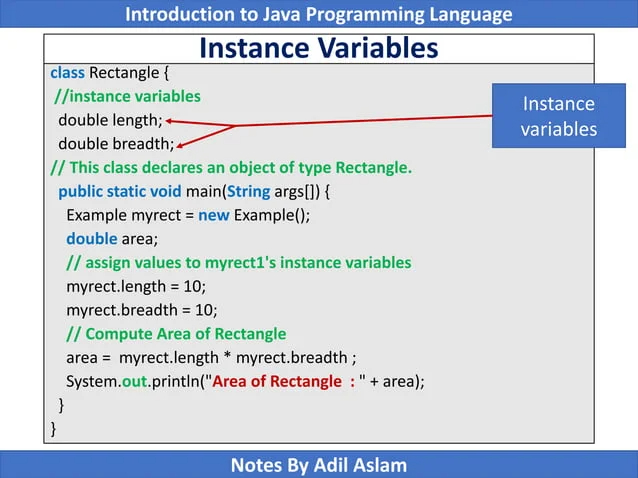 Introduction to Java Programming Language
Instance Variables
class Rectangle {
//instance variables
double length;
double breadth;
Instance
variables
// This class declares an object of type Rectangle.
public static void main(String args[]) {
Example myrect = new Example();
double area;
// assign values to myrect1's instance variables
myrect.length = 10;
myrect.breadth = 10;
// Compute Area of Rectangle
area =  myrect.length * myrect.breadth ;
System.out.println("Area of Rectangle  : " + area);
}
}
Notes By Adil Aslam